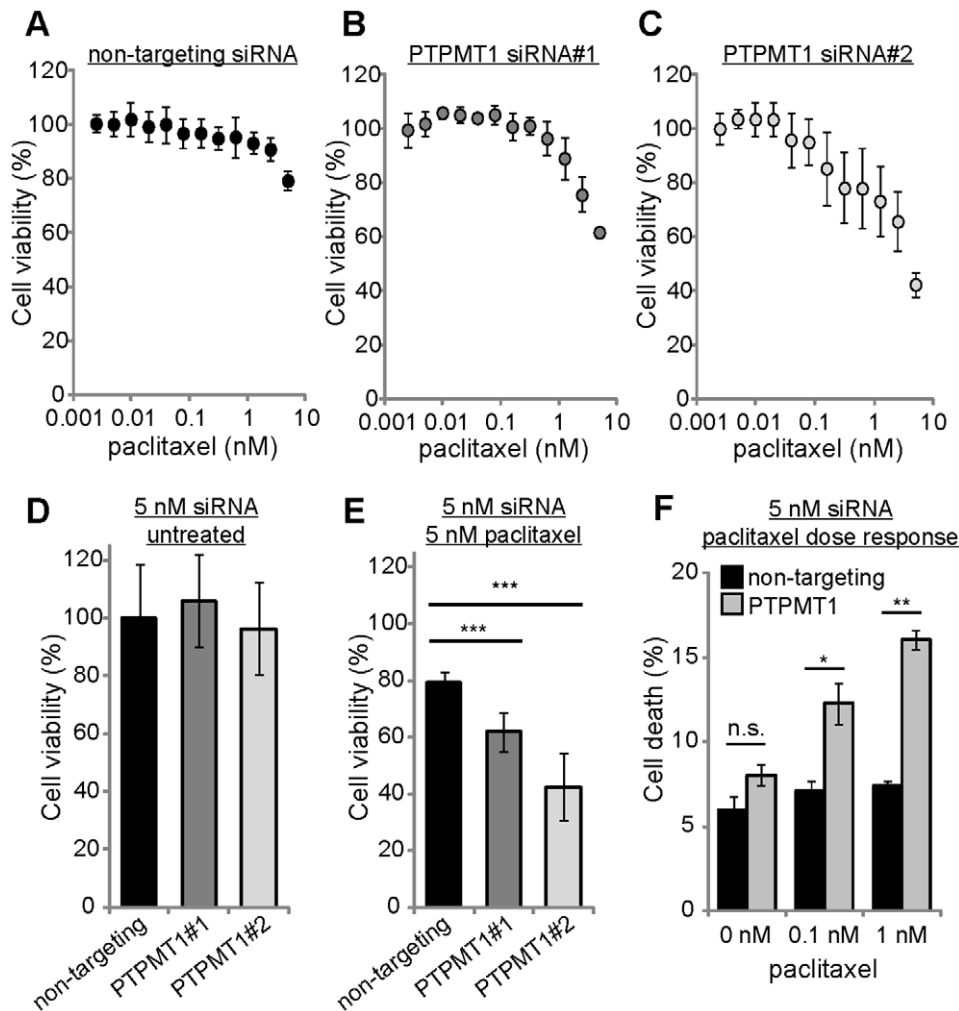 A
non-targeting siRNA
120
100
80
60
40
20
0
Cell viability (%)
0.001
0.01
0.1
1
10
paclitaxel (nM)
B
PTPMT1 siRNA#1
120
100
80
60
40
20
0
Cell viability (%)
0.001
0.01
0.1
1
10
paclitaxel (nM)
C
PTPMT1 siRNA#2
120
100
80
60
40
20
0
Cell viability (%)
0.001
0.01
0.1
1
10
paclitaxel (nM)
D
5 nM siRNA
untreated
120
100
80
60
40
20
0
Cell viability (%)
non-targeting
PTPMT1#1
PTPMT1#2
E
5 nM siRNA
5 nM paclitaxel
120
100
80
60
40
20
0
Cell viability (%)
***
***
non-targeting
PTPMT1#1
PTPMT1#2
F
5 nM siRNA
paclitaxel dose response
20
15
10
5
0
Cell death (%)
non-targeting
PTPMT1
n.s.
*
**
0 nM
0.1 nM
1 nM
paclitaxel